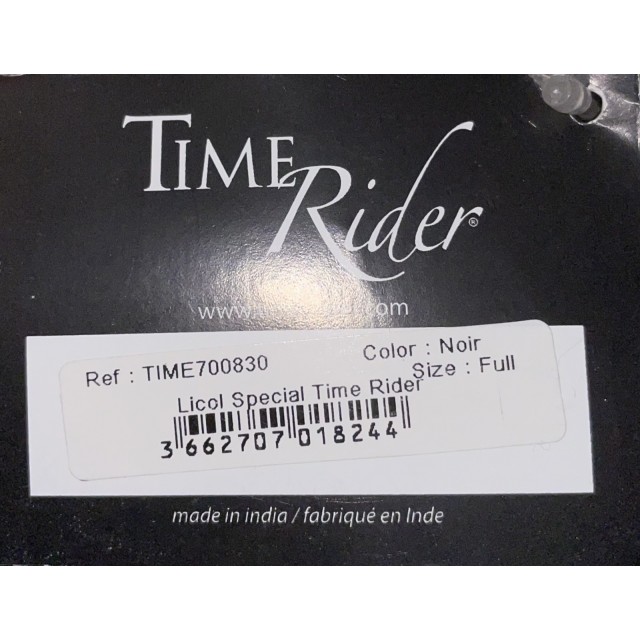 TIME
Rider®
Ref : TIME700830
Color : Noir
Size : Full
Licol Special Time Rider
3 662707 018244
made in india / fabriqué en Inde